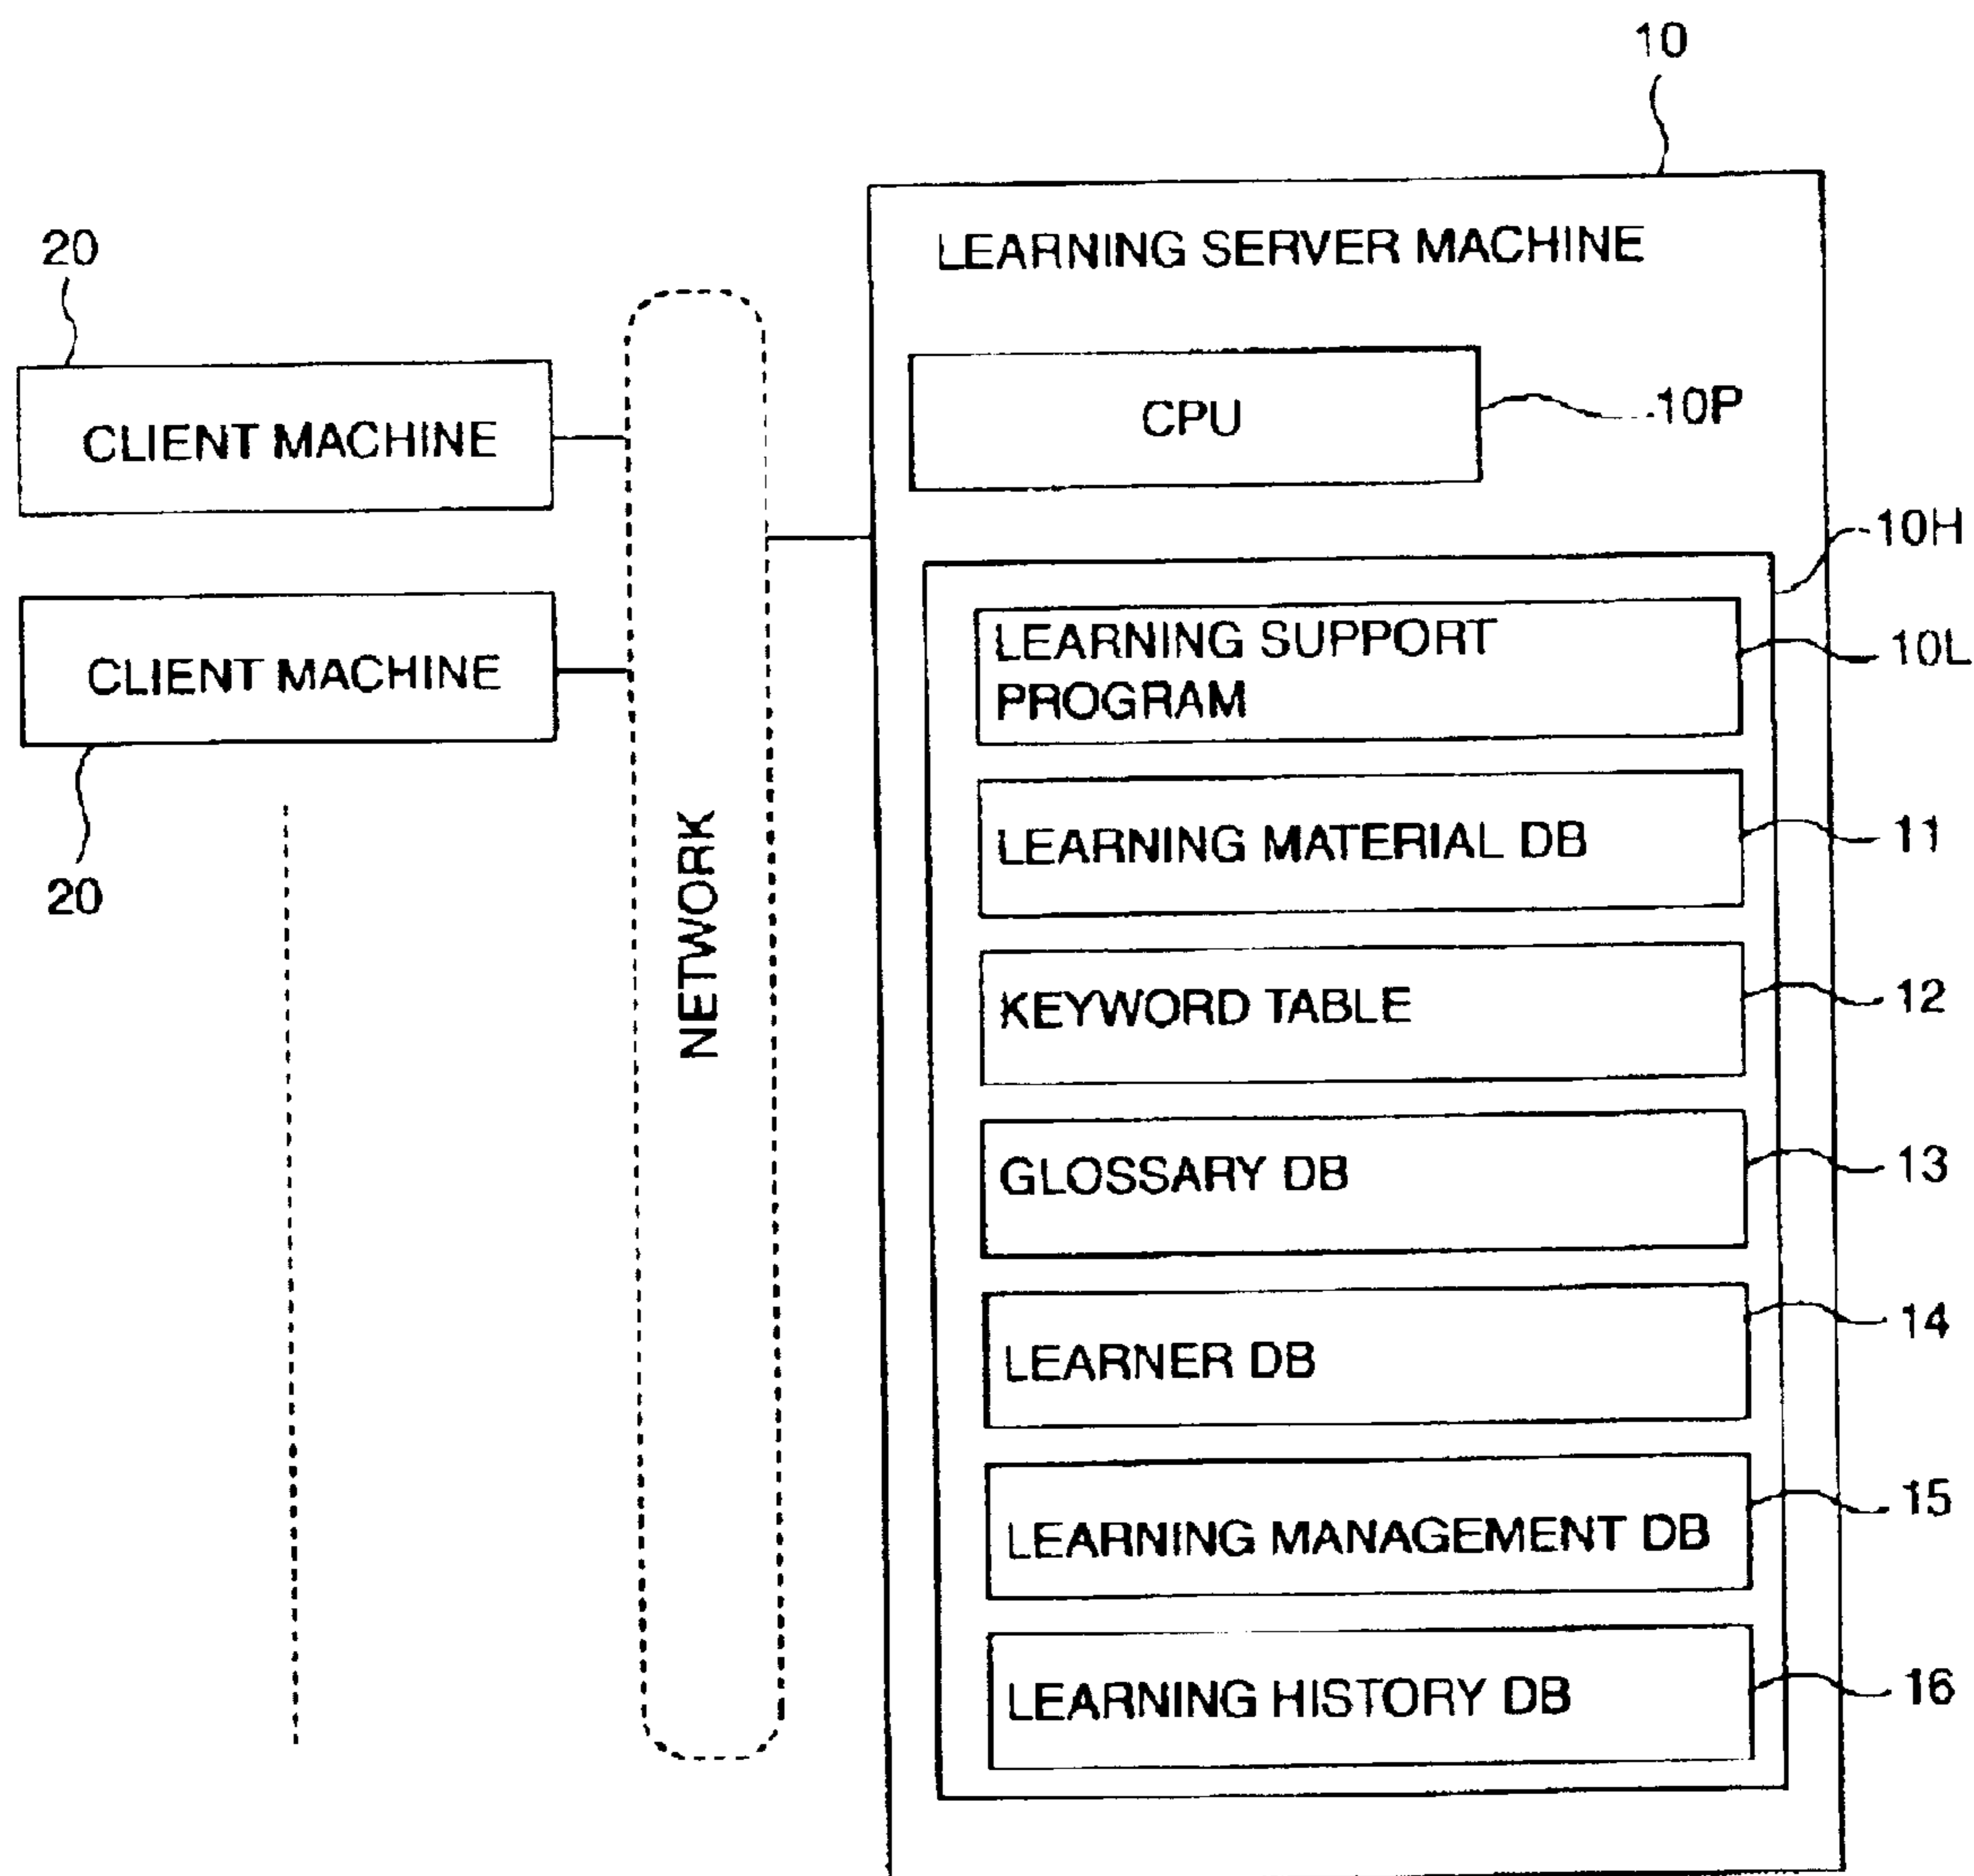 10
LEARNING SERVER MACHINE
20
CLIENT MACHINE
CPU
10P
10H
CLIENT MACHINE
20
NETWORK
LEARNING SUPPORT
PROGRAM
10L
LEARNING MATERIAL DB
11
KEYWORD TABLE
12
GLOSSARY DB
13
LEARNER DB
14
LEARNING MANAGEMENT DB
15
LEARNING HISTORY DB
16